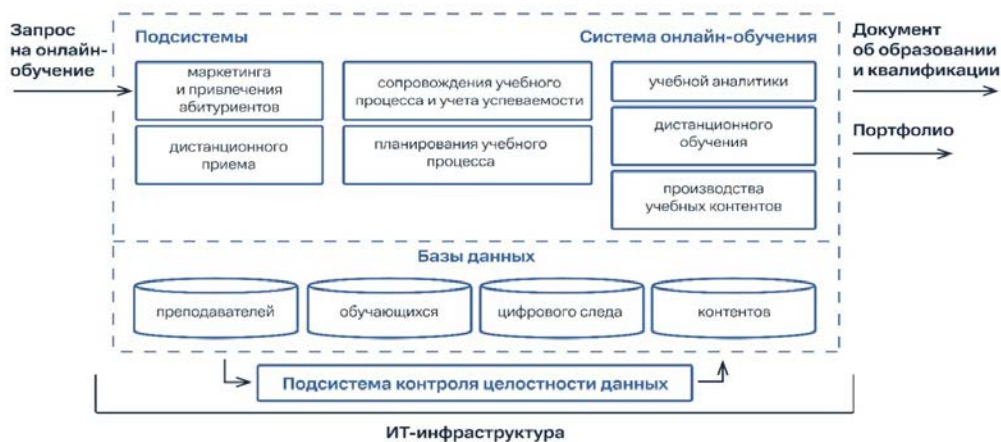 Запрос
на онлайн-
обучение
Подсистемы
Система онлайн-обучения
Документ
об образовании
и квалификации
маркетинга
и привлечения
абитуриентов
сопровождения учебного
процесса и учета успеваемости
учебной аналитики
дистанционного
приема
планирования учебного
процесса
дистанционного
обучения
Портфолио
производства
учебных контентов
Базы данных
преподавателей
обучающихся
цифрового следа
контентов
Подсистема контроля целостности данных
ИТ-инфраструктура